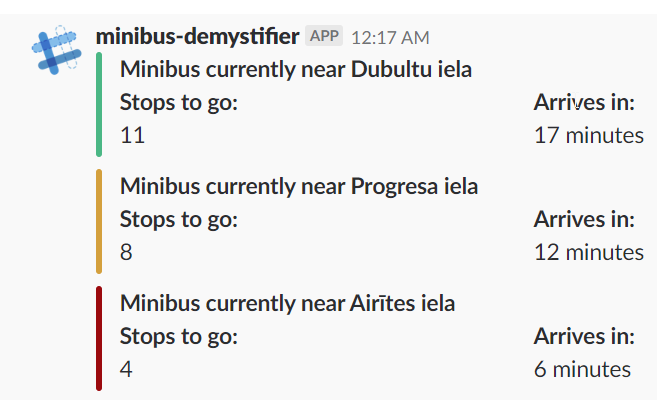 minibus-demystifier APP 12:17 AM
Minibus currently near Dubultu iela
Stops to go: Arrives in:
11 17 minutes
Minibus currently near Progresa iela
Stops to go: Arrives in:
8 12 minutes
Minibus currently near Airītes iela
Stops to go: Arrives in:
4 6 minutes